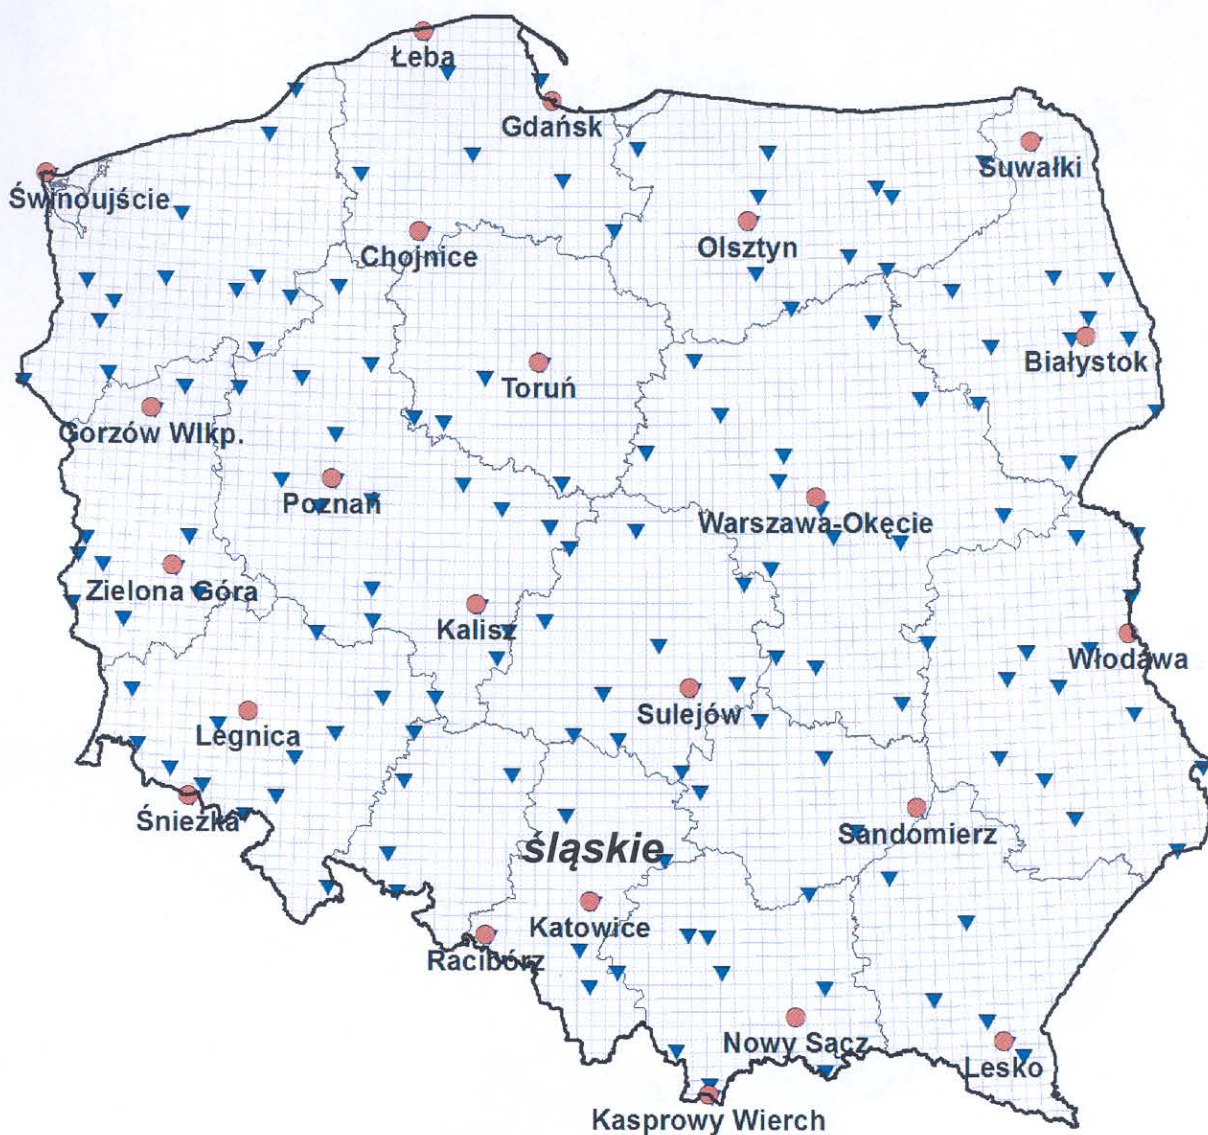 Łeba
Gdańsk
Suwałki
Świnoujście
Chojnice
Olsztyn
Białystok
Toruń
Gorzów Wlkp.
Poznań
Warszawa-Okęcie
Zielona Góra
Kalisz
Włodawa
Sulejów
Legnica
Śnieżka
Sandomierz
śląskie
Katowice
Racibórz
Nowy Sącz
Lesko
Kasprowy Wierch